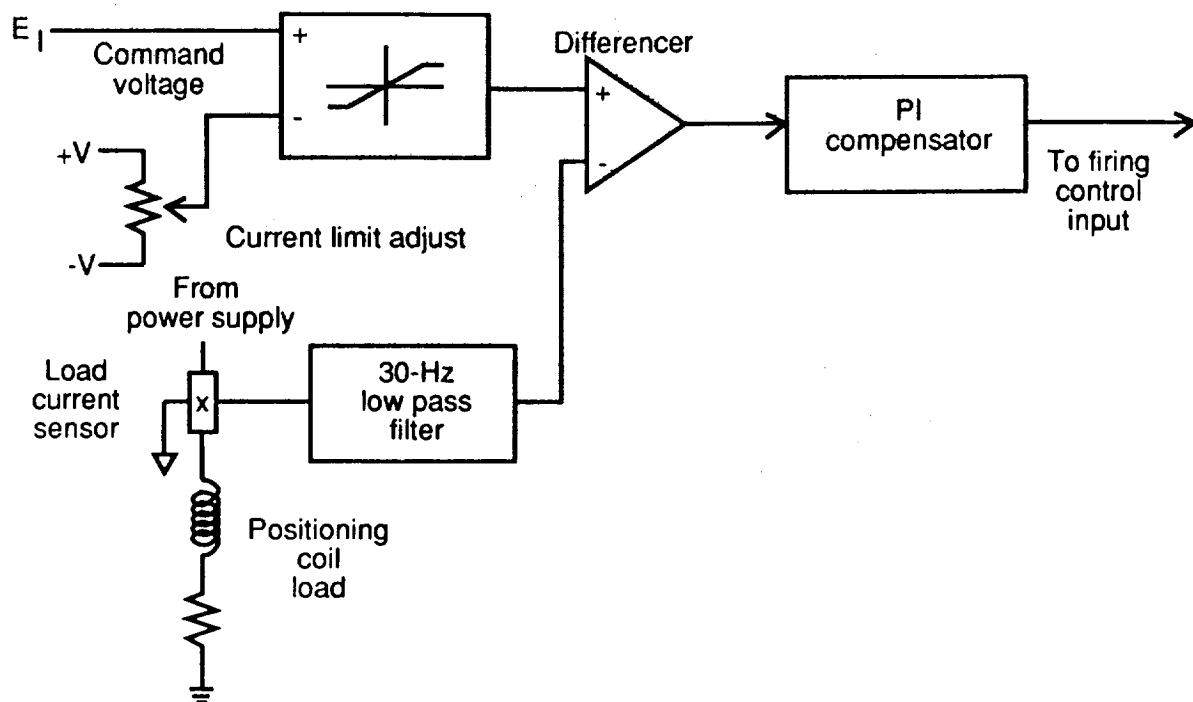 E I
Command
voltage
+
-
Differencer
+
-
PI
compensator
To firing
control
input
+V
-V
Current limit adjust
From
power supply
Load
current
sensor
x
30-Hz
low pass
filter
Positioning
coil
load